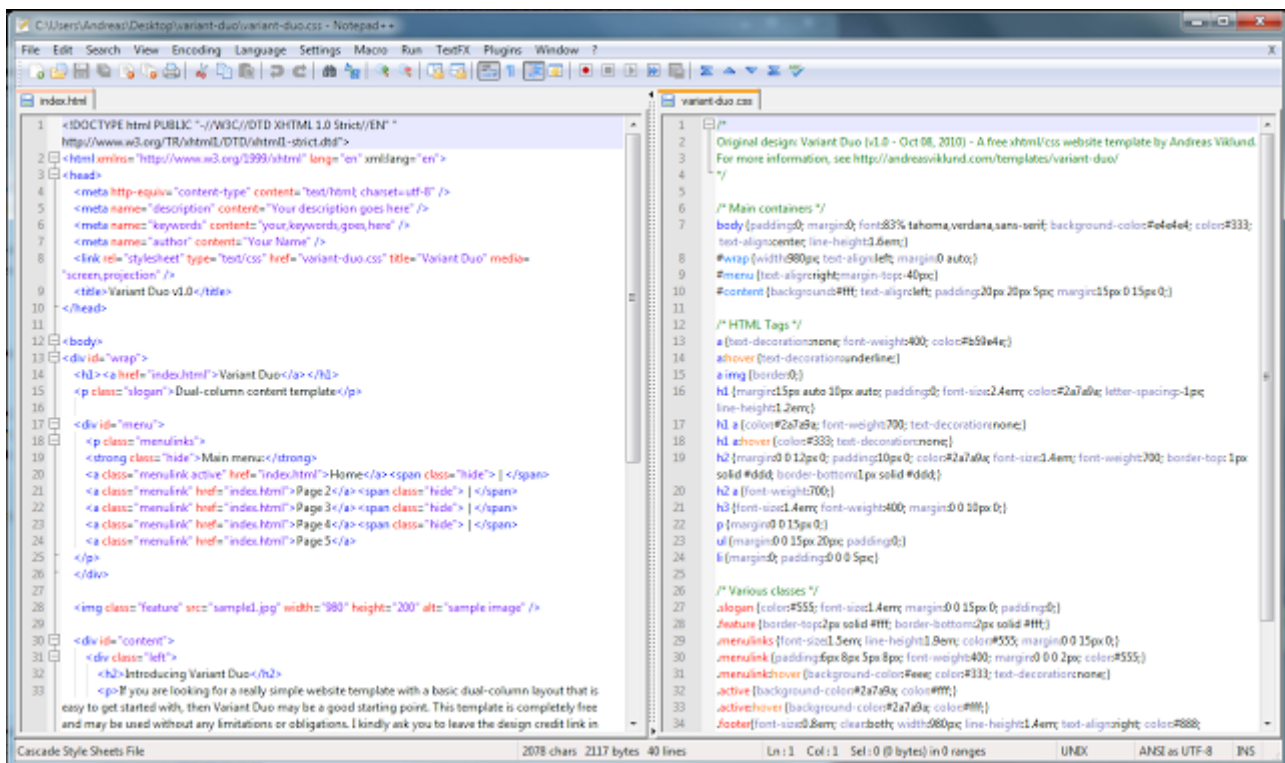 C:\Users\Andreas\Desktop\variant-duo\variant-duo.css - Notepad++
File Edit Search View Encoding Language Settings Macro Run TextFX Plugins Window ? X
index.html
1 <!DOCTYPE html PUBLIC "-//W3C//DTD XHTML 1.0 Strict//EN" "
http://www.w3.org/TR/xhtml1/DTD/xhtml1-strict.dtd">
2 <html xmlns="http://www.w3.org/1999/xhtml" lang="en" xml:lang="en">
3 <head>
4 <meta http-equiv="content-type" content="text/html; charset=utf-8" />
5 <meta name="description" content="Your description goes here" />
6 <meta name="keywords" content="your,keywords,goes,here" />
7 <meta name="author" content="Your Name" />
8 <link rel="stylesheet" type="text/css" href="variant-duo.css" title="Variant Duo" media=
"screen,projection" />
9 <title>Variant Duo v1.0</title>
10 </head>
11
12 <body>
13 <div id="wrap">
14 <h1><a href="index.html">Variant Duo</a></h1>
15 <p class="slogan">Dual-column content template</p>
16
17 <div id="menu">
18 <p class="menulinks">
19 <strong class="hide">Main menu:</strong>
20 <a class="menulink active" href="index.html">Home</a><span class="hide"> | </span>
21 <a class="menulink" href="index.html">Page 2</a><span class="hide"> | </span>
22 <a class="menulink" href="index.html">Page 3</a><span class="hide"> | </span>
23 <a class="menulink" href="index.html">Page 4</a><span class="hide"> | </span>
24 <a class="menulink" href="index.html">Page 5</a>
25 </p>
26 </div>
27
28 <img class="feature" src="sample1.jpg" width="980" height="200" alt="sample image" />
29
30 <div id="content">
31 <div class="left">
32 <h2>Introducing Variant Duo</h2>
33 <p>If you are looking for a really simple website template with a basic dual-column layout that is
easy to get started with, then Variant Duo may be a good starting point. This template is completely free
and may be used without any limitations or obligations. I kindly ask you to leave the design credit link in
variant-duo.css
1 /*
2 Original design: Variant Duo (v1.0 - Oct 08, 2010) - A free xhtml/css website template by Andreas Viklund.
3 For more information, see http://andreasviklund.com/templates/variant-duo/
4 */
5
6 /* Main containers */
7 body {padding:0; margin:0; font:83% tahoma,verdana,sans-serif; background-color:#e4e4e4; color:#333;
text-align:center; line-height:1.6em;}
8 #wrap {width:980px; text-align:left; margin:0 auto;}
9 #menu {text-align:right;margin-top:-40px;}
10 #content {background:#fff; text-align:left; padding:20px 20px 5px; margin:15px 0 15px 0;}
11
12 /* HTML Tags */
13 a {text-decoration:none; font-weight:400; color:#b59e4e;}
14 a:hover {text-decoration:underline;}
15 a img {border:0;}
16 h1 {margin:15px auto 10px auto; padding:0; font-size:2.4em; color:#2a7a9a; letter-spacing:-1px;
line-height:1.2em;}
17 h1 a {color:#2a7a9a; font-weight:700; text-decoration:none;}
18 h1 a:hover {color:#333; text-decoration:none;}
19 h2 {margin:0 0 12px 0; padding:10px 0; color:#2a7a9a; font-size:1.4em; font-weight:700; border-top: 1px
solid #ddd; border-bottom:1px solid #ddd;}
20 h2 a {font-weight:700;}
21 h3 {font-size:1.4em; font-weight:400; margin:0 0 10px 0;}
22 p {margin:0 0 15px 0;}
23 ul {margin:0 0 15px 20px; padding:0;}
24 li {margin:0; padding:0 0 0 5px;}
25
26 /* Various classes */
27 .slogan {color:#555; font-size:1.4em; margin:0 0 15px 0; padding:0;}
28 .feature {border-top:2px solid #fff; border-bottom:2px solid #fff;}
29 .menulinks {font-size:1.5em; line-height:1.9em; color:#555; margin:0 0 15px 0;}
30 .menulink {padding:6px 8px 5px 8px; font-weight:400; margin:0 0 0 2px; color:#555;}
31 .menulink:hover {background-color:#eee; color:#333; text-decoration:none;}
32 .active {background-color:#2a7a9a; color:#fff;}
33 .active:hover {background-color:#2a7a9a; color:#fff;}
34 .footer{font-size:0.8em; clear:both; width:980px; line-height:1.4em; text-align:right; color:#888;
Cascade Style Sheets File 2078 chars 2117 bytes 40 lines Ln : 1 Col : 1 Sel : 0 (0 bytes) in 0 ranges UNIX ANSI as UTF-8 INS